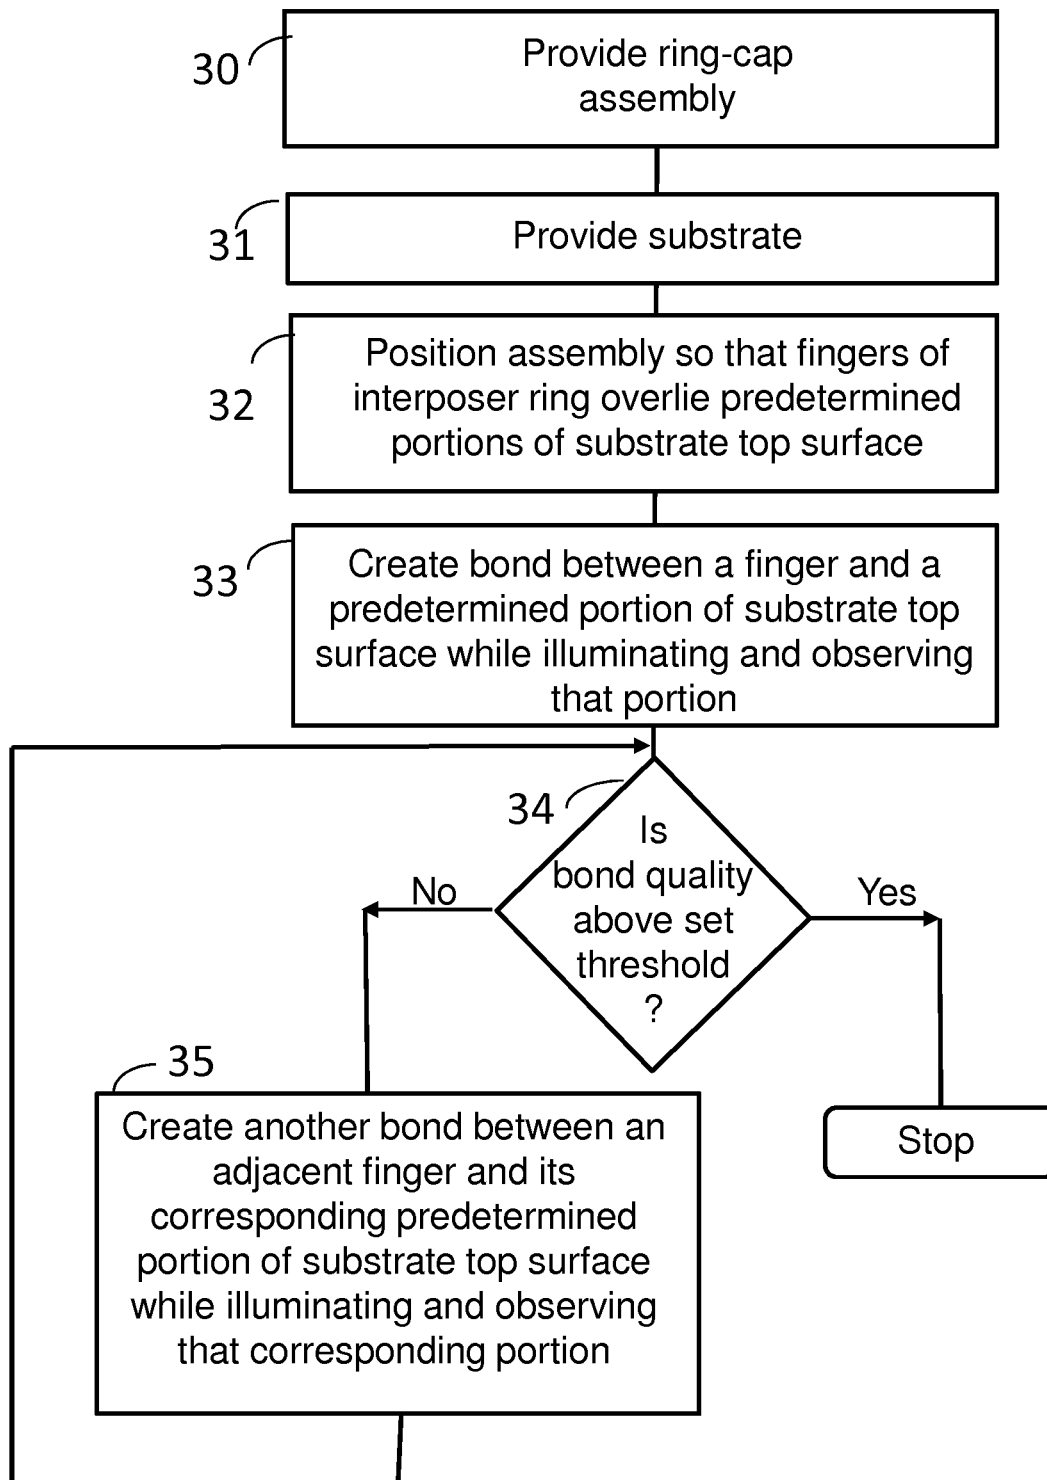 30
Provide ring-cap
assembly
31
Provide substrate
32
Position assembly so that fingers of
interposer ring overlie predetermined
portions of substrate top surface
33
Create bond between a finger and a
predetermined portion of substrate top
surface while illuminating and observing
that portion
34
Is
bond quality
above set
threshold
?
No
Yes
35
Create another bond between an
adjacent finger and its
corresponding predetermined
portion of substrate top surface
while illuminating and observing
that corresponding portion
Stop